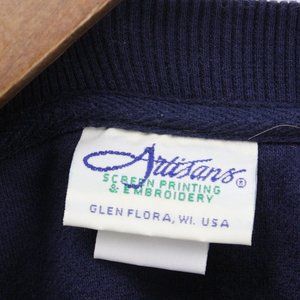 Artisans®
SCREEN PRINTING
& EMBROIDERY
GLEN FLORA, WI. USA